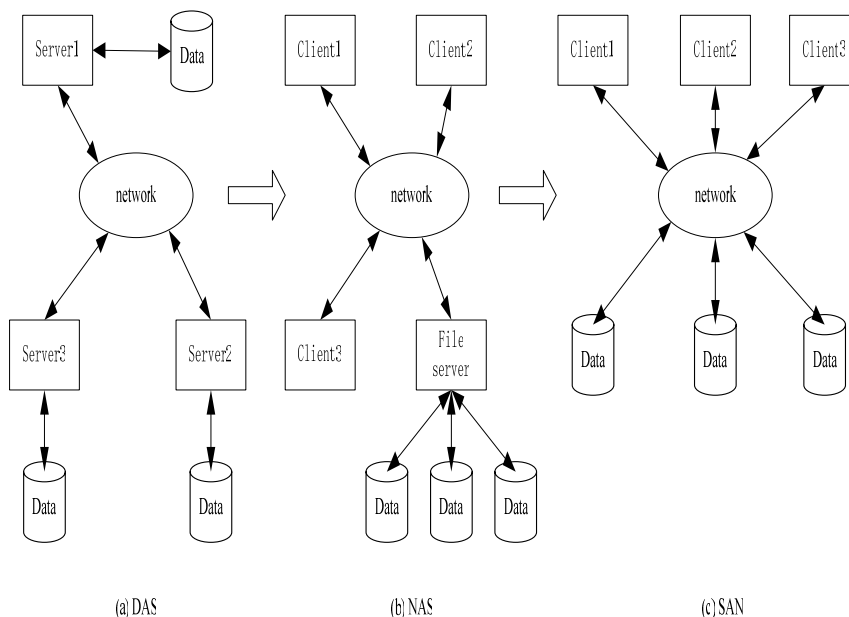 Server1
Data
network
Server3
Server2
Data
Data
(a) DAS
Client1
Client2
network
Client3
File
server
Data
Data
Data
(b) NAS
Client1
Client2
Client3
network
Data
Data
Data
(c) SAN